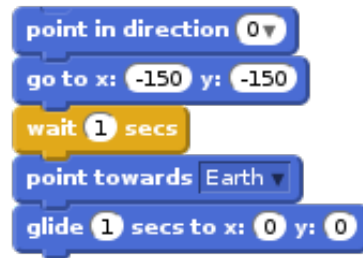 point in direction 0
go to x: -150 y: -150
wait 1 secs
point towards Earth
glide 1 secs to x: 0 y: 0